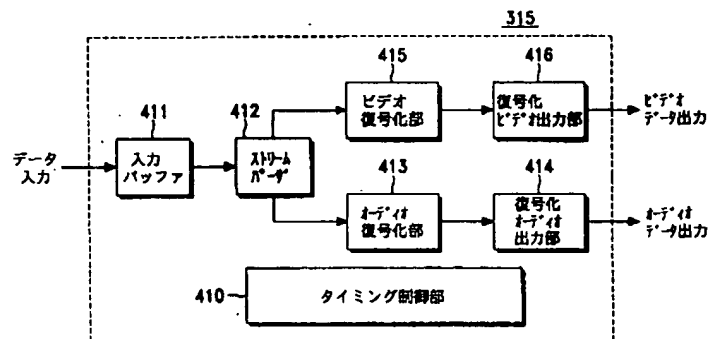 315
415
416
ビデオ
復号化部
復号化
ビデオ出力部
ビデオ
データ出力
411
412
データ
入力
入力
バッファ
ストリーム
パーダ
413
414
オーディオ
復号化部
復号化
オーディオ
出力部
オーディオ
データ出力
410
タイミング制御部